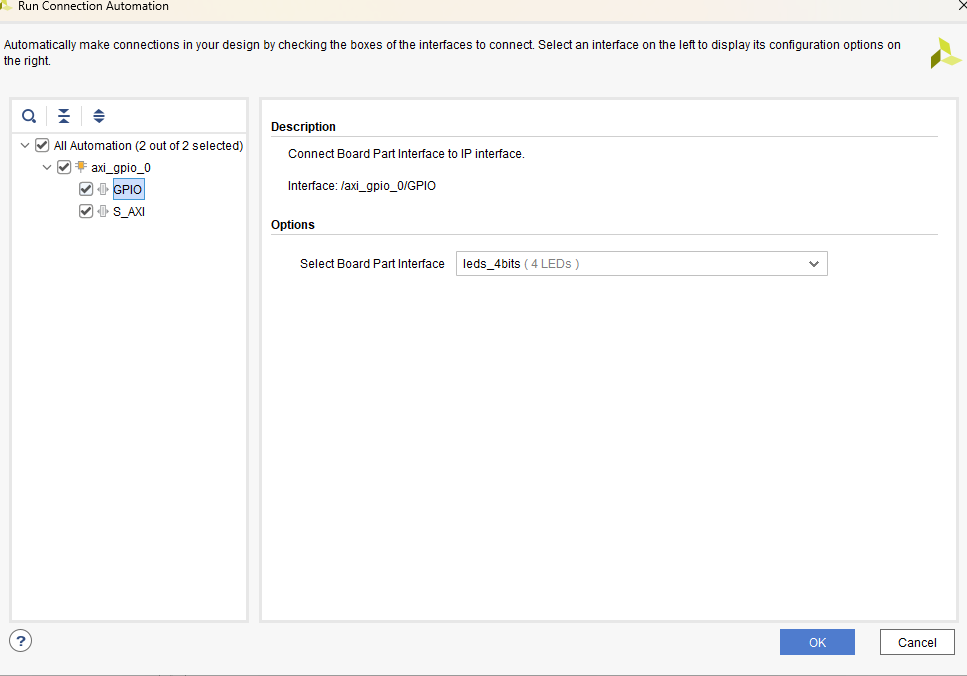 Run Connection Automation
Automatically make connections in your design by checking the boxes of the interfaces to connect. Select an interface on the left to display its configuration options on
the right.
All Automation (2 out of 2 selected)
axi_gpio_0
GPIO
S_AXI
Description
Connect Board Part Interface to IP interface.
Interface: /axi_gpio_0/GPIO
Options
Select Board Part Interface leds_4bits ( 4 LEDs )
? OK Cancel